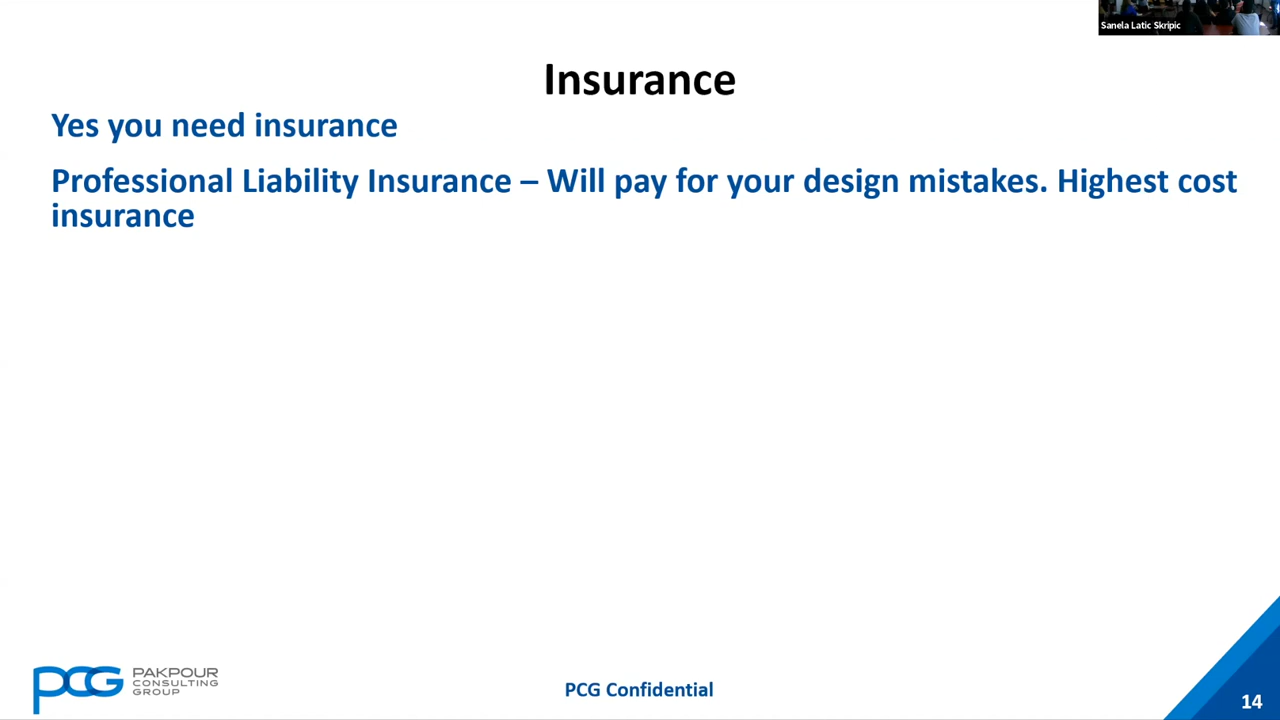 Sanela Latic Skripic
Insurance
Yes you need insurance
Professional Liability Insurance – Will pay for your design mistakes. Highest cost
insurance
PCG
PAKPOUR
CONSULTING
GROUP
PCG Confidential
14